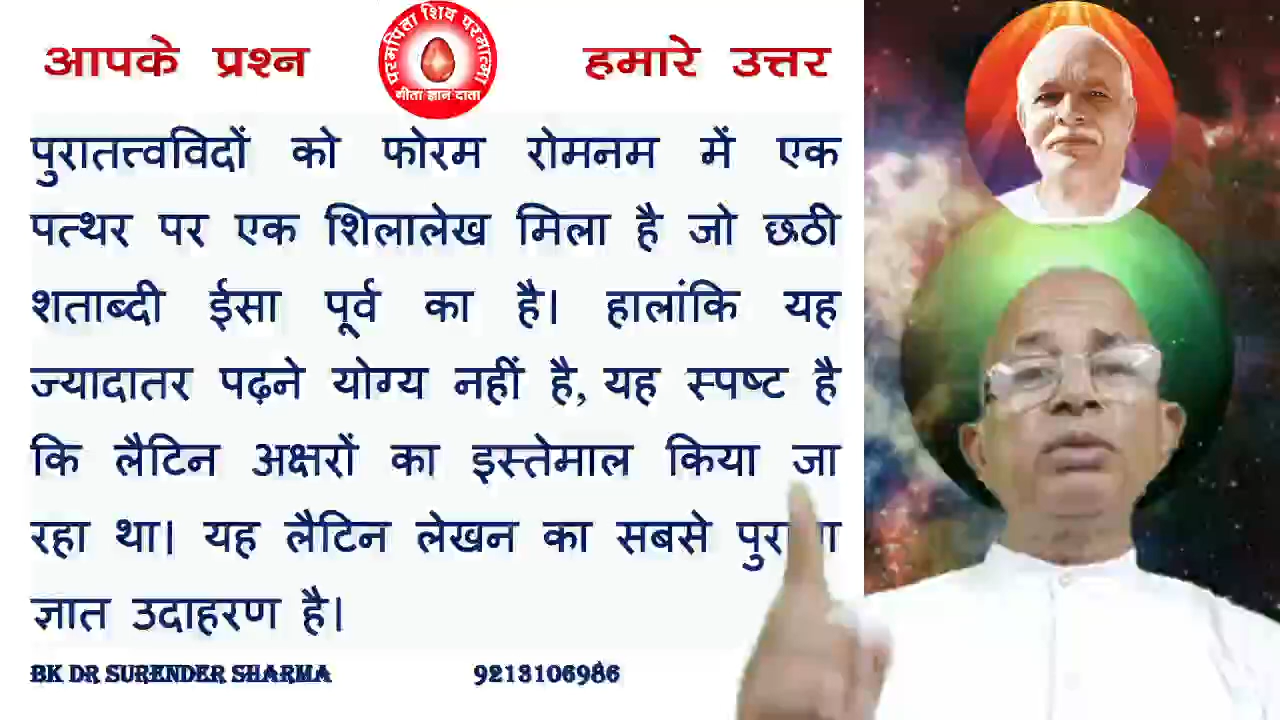 आपके प्रश्न
परमपिता शिव परमात्मा
गीता ज्ञान दाता
हमारे उत्तर
पुरातत्त्वविदों को फोरम रोमनम में एक
पत्थर पर एक शिलालेख मिला है जो छठी
शताब्दी ईसा पूर्व का है। हालांकि यह
ज्यादातर पढ़ने योग्य नहीं है, यह स्पष्ट है
कि लैटिन अक्षरों का इस्तेमाल किया जा
रहा था। यह लैटिन लेखन का सबसे पुराना
ज्ञात उदाहरण है।
BK DR SURENDER SHARMA 9213106986